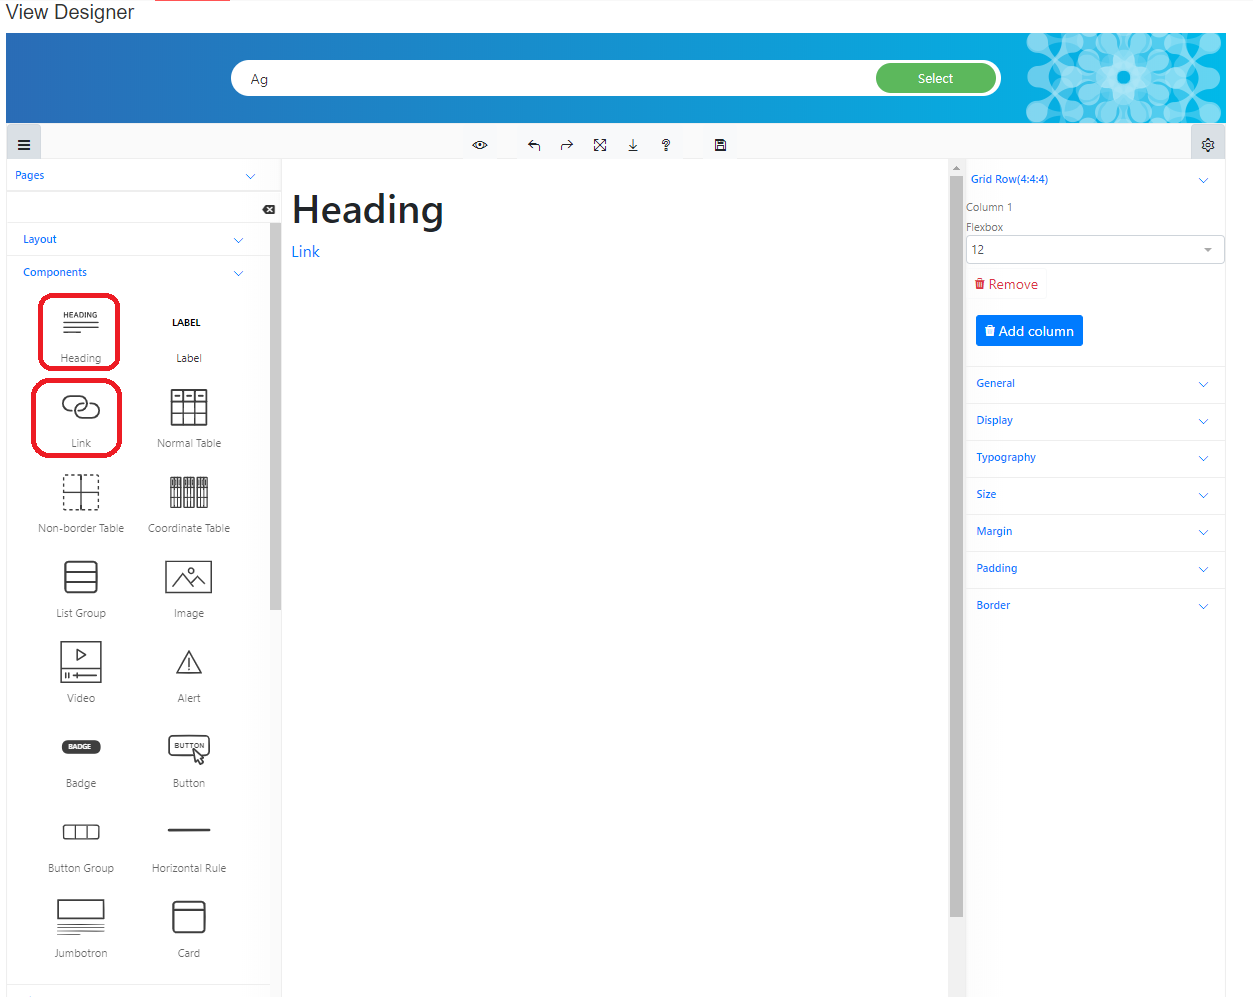 View Designer
Ag
Select
Pages
Layout
Components
HEADING
Heading
LABEL
Label
Link
Normal Table
Non-border Table
Coordinate Table
List Group
Image
Video
Alert
BADGE
Badge
BUTTON
Button
Button Group
Horizontal Rule
Jumbotron
Card
Heading
Link
Grid Row(4:4:4)
Column 1
Flexbox
12
Remove
Add column
General
Display
Typography
Size
Margin
Padding
Border